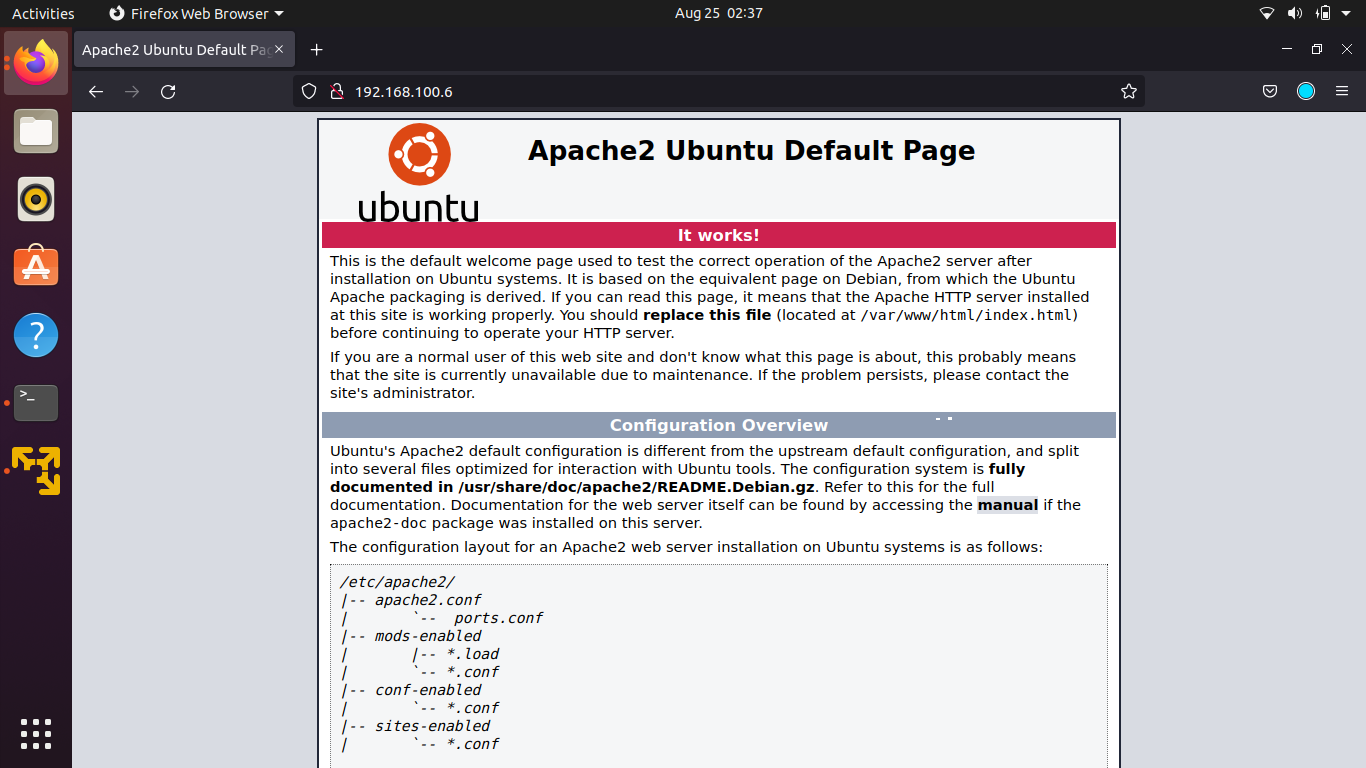 Activities
Firefox Web Browser
Aug 25 02:37
Apache2 Ubuntu Default Pag
192.168.100.6
ubuntu
Apache2 Ubuntu Default Page
It works!
This is the default welcome page used to test the correct operation of the Apache2 server after
installation on Ubuntu systems. It is based on the equivalent page on Debian, from which the Ubuntu
Apache packaging is derived. If you can read this page, it means that the Apache HTTP server installed
at this site is working properly. You should replace this file (located at /var/www/html/index.html)
before continuing to operate your HTTP server.
If you are a normal user of this web site and don't know what this page is about, this probably means
that the site is currently unavailable due to maintenance. If the problem persists, please contact the
site's administrator.
Configuration Overview
Ubuntu's Apache2 default configuration is different from the upstream default configuration, and split
into several files optimized for interaction with Ubuntu tools. The configuration system is fully
documented in /usr/share/doc/apache2/README.Debian.gz. Refer to this for the full
documentation. Documentation for the web server itself can be found by accessing the manual if the
apache2-doc package was installed on this server.
The configuration layout for an Apache2 web server installation on Ubuntu systems is as follows:
/etc/apache2/
|-- apache2.conf
|       `--  ports.conf
|-- mods-enabled
|       |-- *.load
|       `-- *.conf
|-- conf-enabled
|       `-- *.conf
|-- sites-enabled
|       `-- *.conf